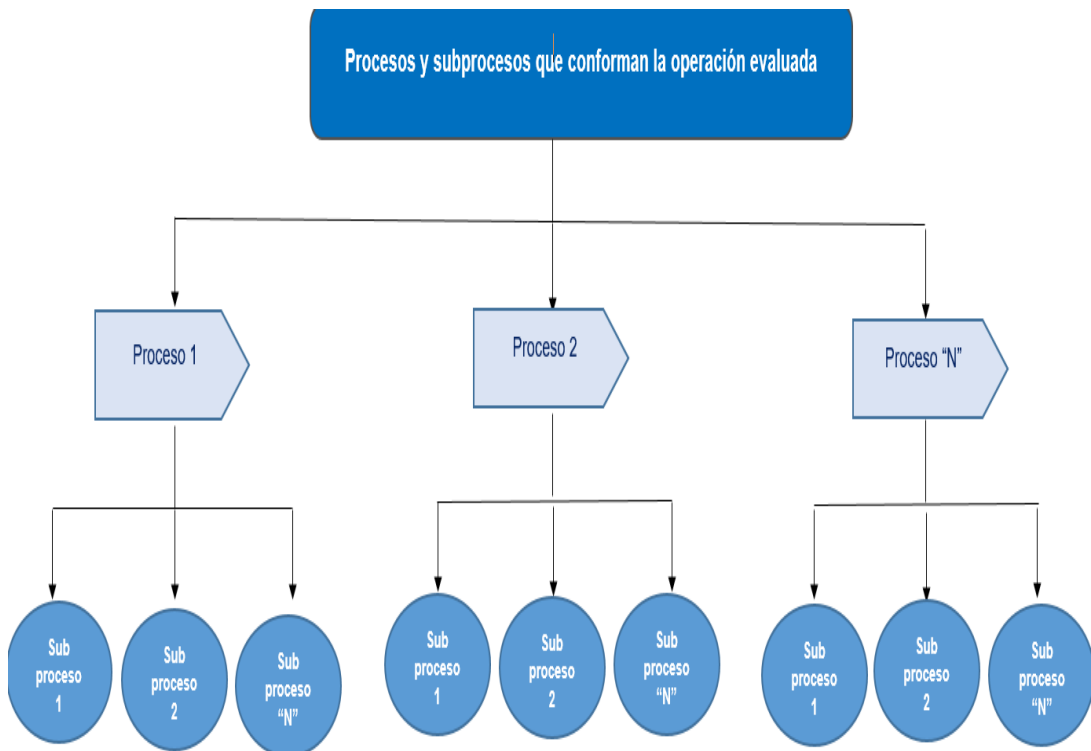 Procesos y subprocesos que conforman la operación evaluada
Proceso 1
Proceso 2
Proceso “N”
Sub
proceso
1
Sub
proceso
2
Sub
proceso
“N”
Sub
proceso
1
Sub
proceso
2
Sub
proceso
“N”
Sub
proceso
1
Sub
proceso
2
Sub
proceso
“N”